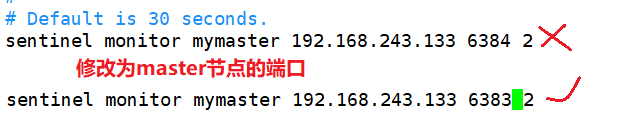 # Default is 30 seconds.
sentinel monitor mymaster 192.168.243.133 6384 2
修改为master节点的端口
sentinel monitor mymaster 192.168.243.133 6383 2